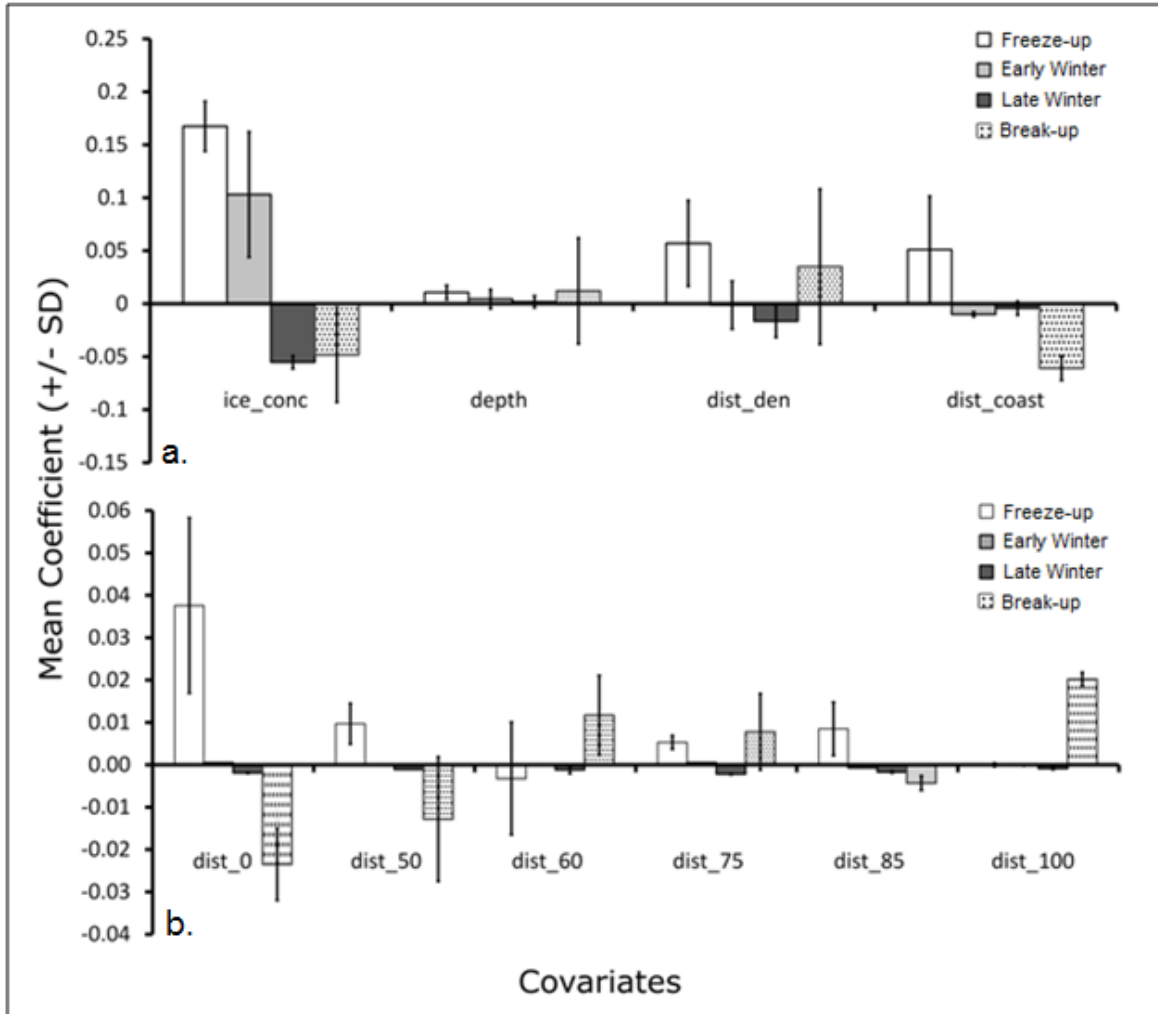 Mean Coefficient (+/- SD)
0.25
0.2
0.15
0.1
0.05
0
-0.05
-0.1
-0.15
Freeze-up
Early Winter
Late Winter
Break-up
ice_conc
depth
dist_den
dist_coast
a.
0.06
0.05
0.04
0.03
0.02
0.01
0.00
-0.01
-0.02
-0.03
-0.04
Freeze-up
Early Winter
Late Winter
Break-up
dist_0
dist_50
dist_60
dist_75
dist_85
dist_100
b.
Covariates